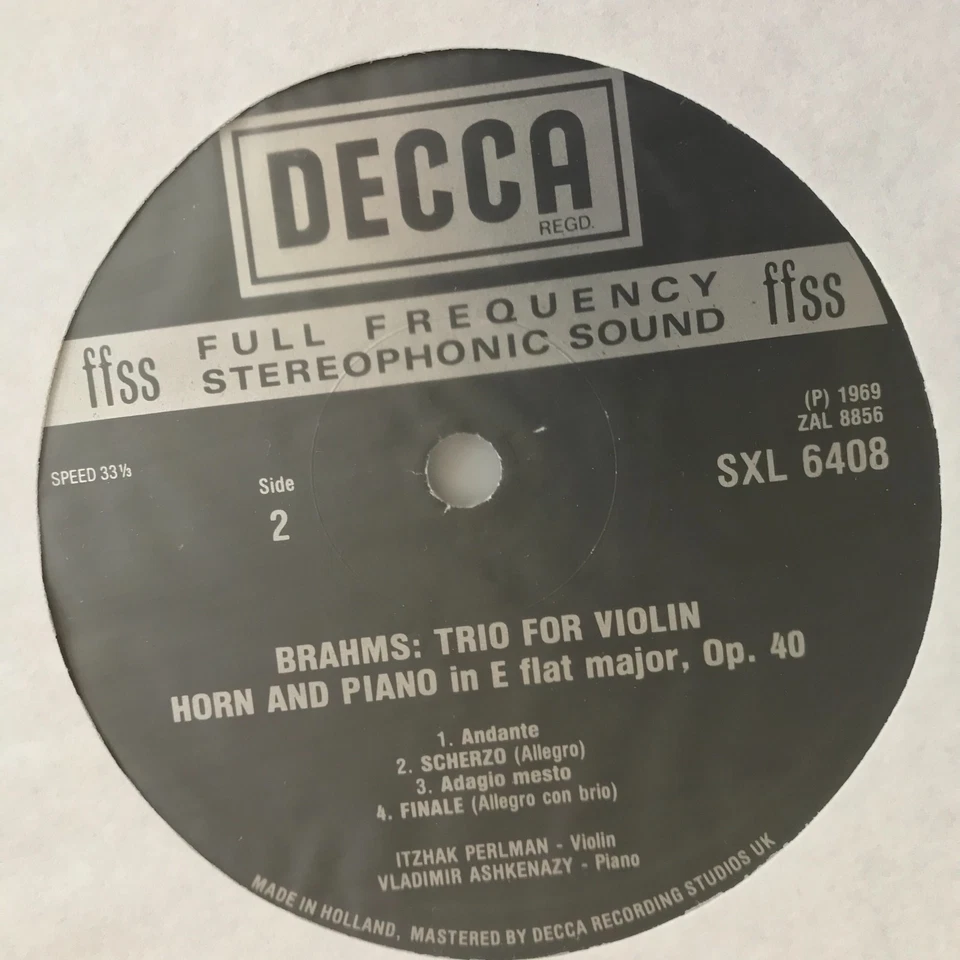 DECCA
REGD.
ffss
FULL FREQUENCY
STEREOPHONIC SOUND
ffss
(P) 1969
ZAL 8856
SXL 6408
SPEED 33⅓
Side
2
BRAHMS: TRIO FOR VIOLIN
HORN AND PIANO in E flat major, Op. 40
1. Andante
2. SCHERZO (Allegro)
3. Adagio mesto
4. FINALE (Allegro con brio)
ITZHAK PERLMAN - Violin
VLADIMIR ASHKENAZY - Piano
MADE IN HOLLAND, MASTERED BY DECCA RECORDING STUDIOS UK